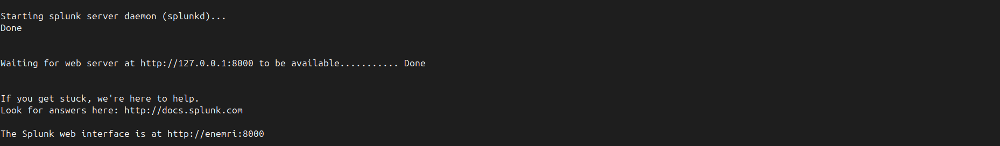 Starting splunk server daemon (splunkd)...
Done
Waiting for web server at http://127.0.0.1:8000 to be available........... Done
If you get stuck, we're here to help.
Look for answers here: http://docs.splunk.com
The Splunk web interface is at http://enemri:8000